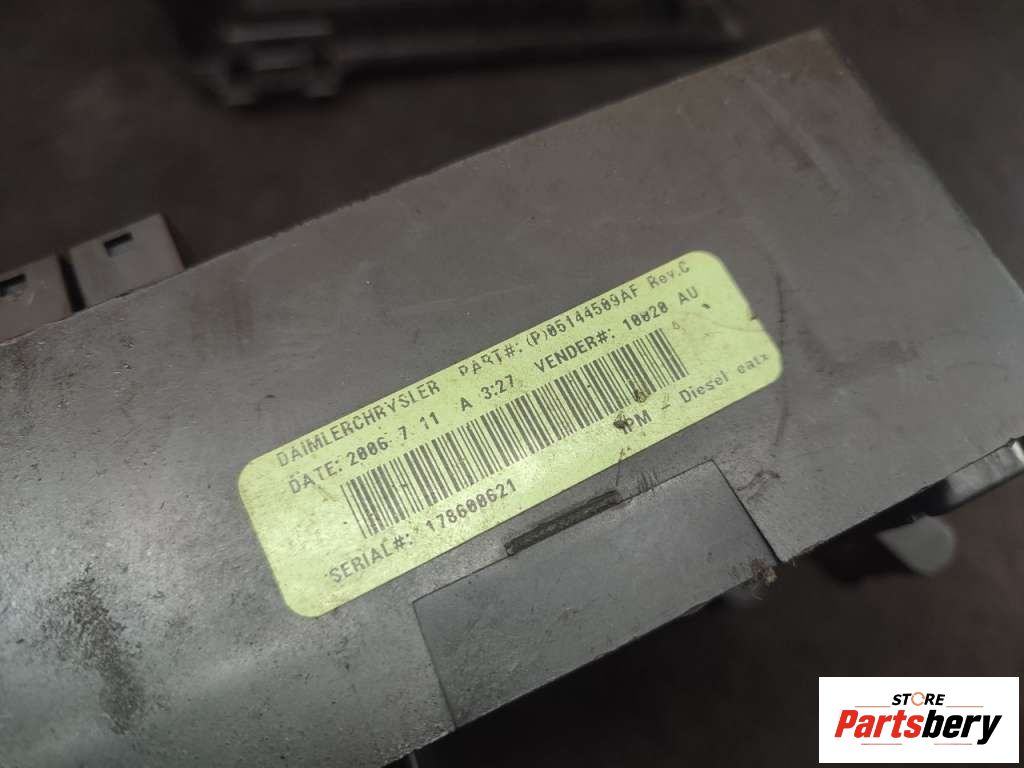 DAIMLERCHRYSLER PART#: (P)05144509AF Rev.C
DATE: 2006. 7. 11 A 3:27 VENDER#: 10020 AU
SERIAL#: 178600621
IPM - Diesel eatx
STORE
Partsbery